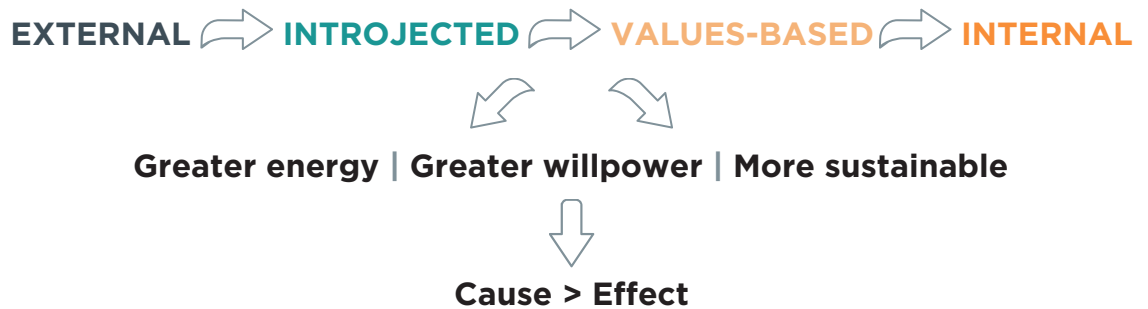 EXTERNAL INTROJECTED VALUES-BASED INTERNAL
Greater energy | Greater willpower | More sustainable
Cause > Effect